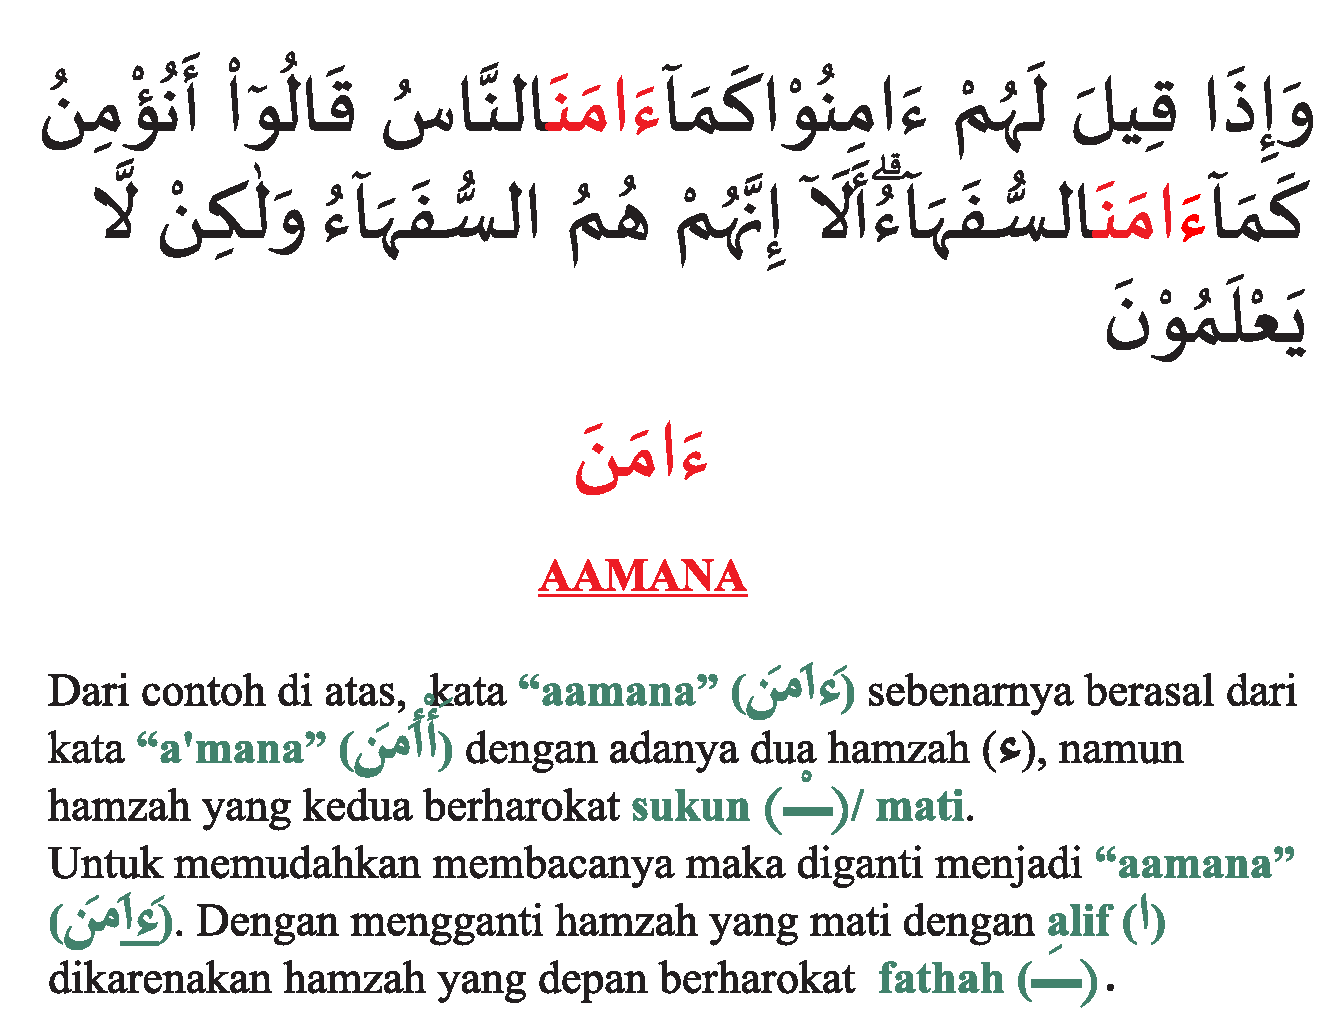 وَإِذَا قِيلَ لَهُمْ ءَامِنُوْاكَمَآءَامَنَالنَّاسُ قَالُوٓاْ أَنُؤْمِنُ
كَمَآءَامَنَالسُّفَهَآءُۗ أَلَآ إِنَّهُمْ هُمُ السُّفَهَآءُ وَلٰكِنْ لَّا
يَعْلَمُوْنَ
ءَامَنَ
AAMANA
Dari contoh di atas, kata “aamana” (ءَامَنَ) sebenarnya berasal dari
kata “a'mana” (أَأْمَنَ) dengan adanya dua hamzah (ء), namun
hamzah yang kedua berharokat sukun (ـْـ)/ mati.
Untuk memudahkan membacanya maka diganti menjadi “aamana”
(ءَامَنَ). Dengan mengganti hamzah yang mati dengan alif (ا)
dikarenakan hamzah yang depan berharokat fathah (ـَـ) .